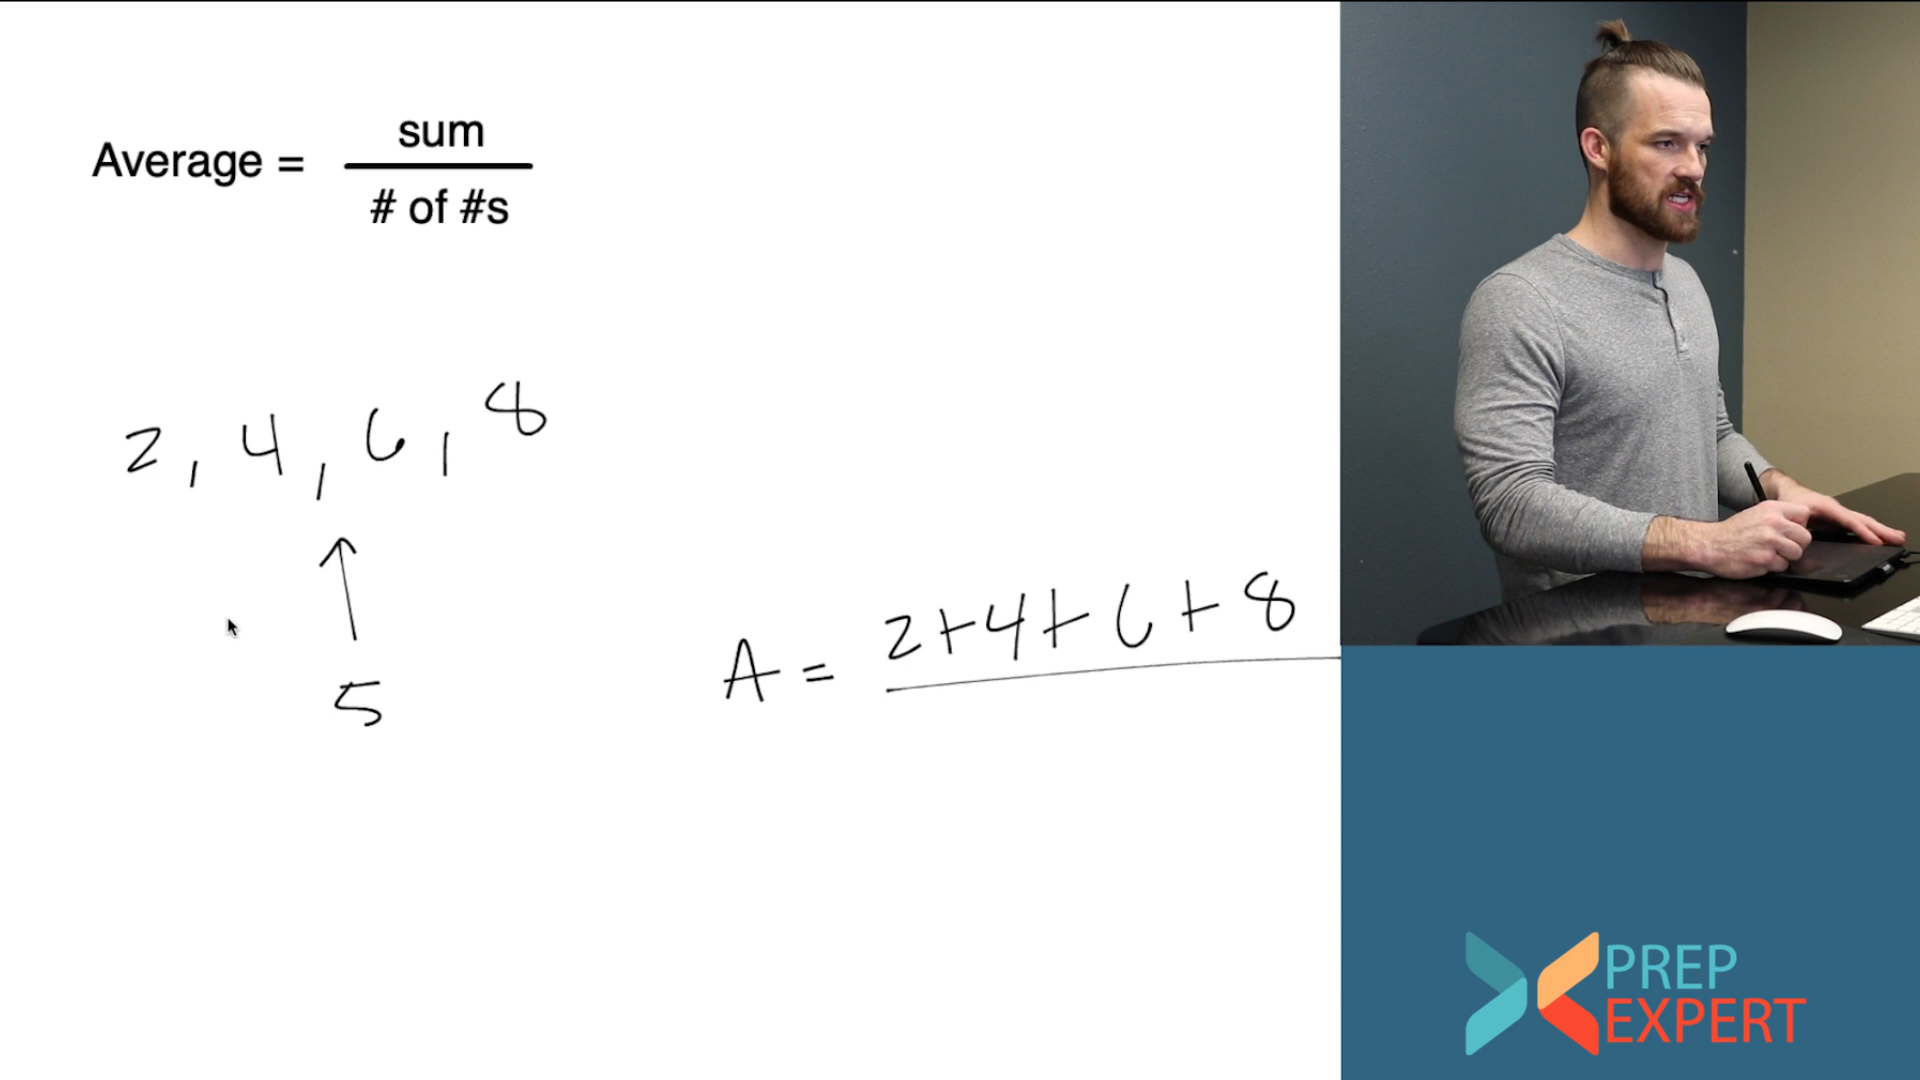 Average = sum
# of #s
2, 4, 6, 8
5
A = 2+4+6+8
PREP
EXPERT